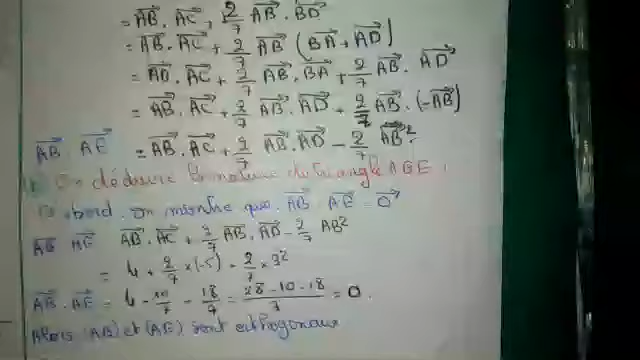 = AB⃗ . AC⃗ + 2/7 AB⃗ . BD⃗
= AB⃗ . AC⃗ + 2/7 AB⃗ (BA⃗ + AD⃗)
= AD⃗ . AC⃗ + 2/7 AB⃗ . BA⃗ + 2/7 AB⃗ . AD⃗
= AB⃗ . AC⃗ + 2/7 AB⃗ . AD⃗ + 2/7 AB⃗ . (-AB⃗)
AB⃗ . AE⃗ = AB⃗ . AC⃗ + 2/7 AB⃗ . AD⃗ - 2/7 AB⃗²
En déduire la nature du triangle ABE.
D'abord, on montre que AB⃗ . AE⃗ = 0⃗
AB⃗ AE⃗ AB⃗ . AC⃗ + 2/7 AB⃗ . AD⃗ - 2/7 AB²
= 4 + 2/7 × (-5) - 2/7 × 3²
AB⃗ . AE⃗ = 4 - 10/7 - 18/7 = (28 - 10 - 18)/7 = 0.
Alors (AB) et (AE) sont orthogonaux